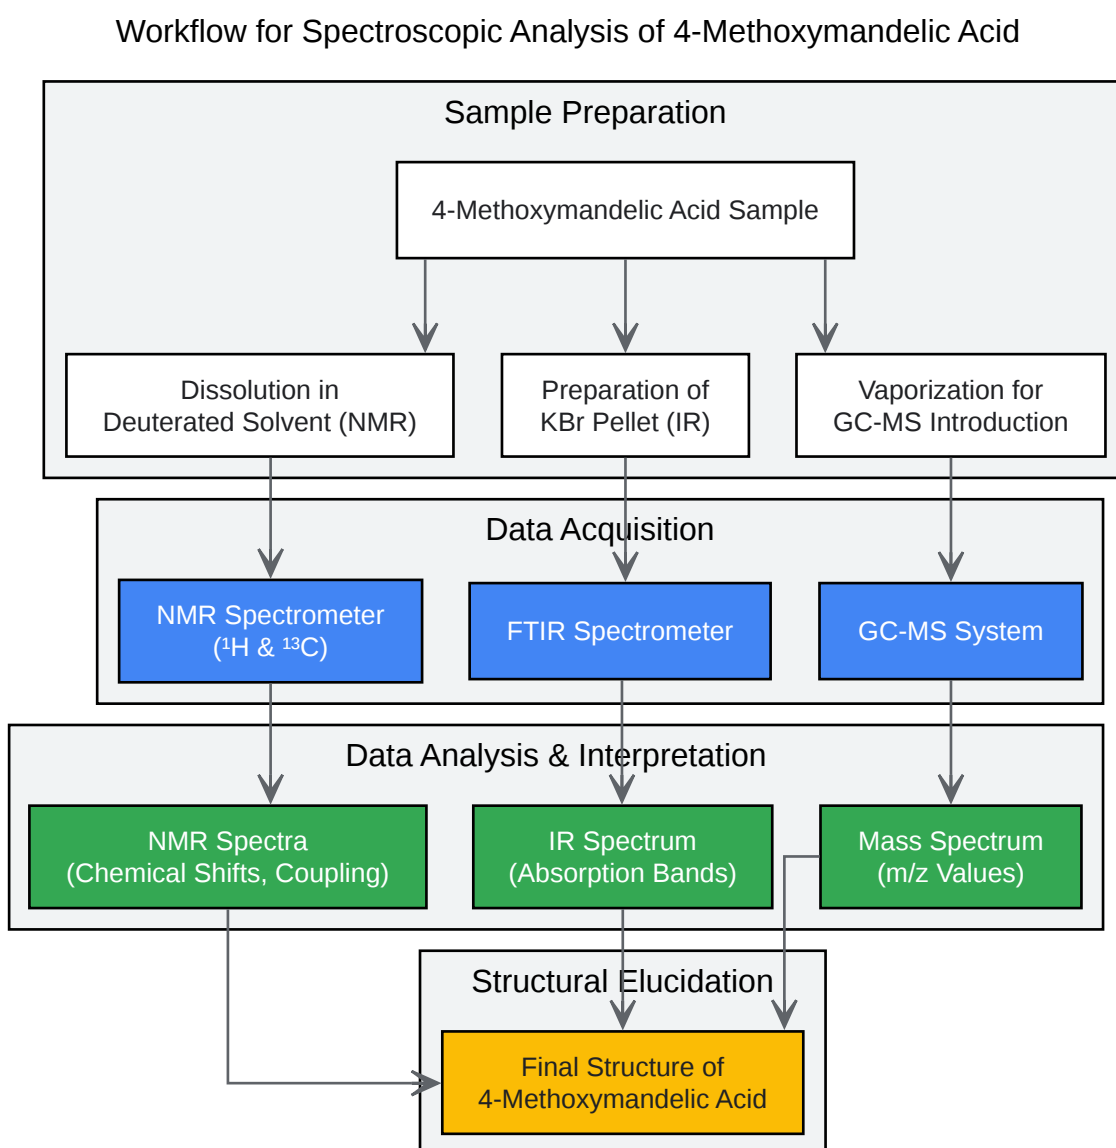 Workflow for Spectroscopic Analysis of 4-Methoxymandelic Acid
Sample Preparation
4-Methoxymandelic Acid Sample
Dissolution in
Deuterated Solvent (NMR)
Preparation of
KBr Pellet (IR)
Vaporization for
GC-MS Introduction
Data Acquisition
NMR Spectrometer
(¹H & ¹³C)
FTIR Spectrometer
GC-MS System
Data Analysis & Interpretation
NMR Spectra
(Chemical Shifts, Coupling)
IR Spectrum
(Absorption Bands)
Mass Spectrum
(m/z Values)
Structural Elucidation
Final Structure of
4-Methoxymandelic Acid